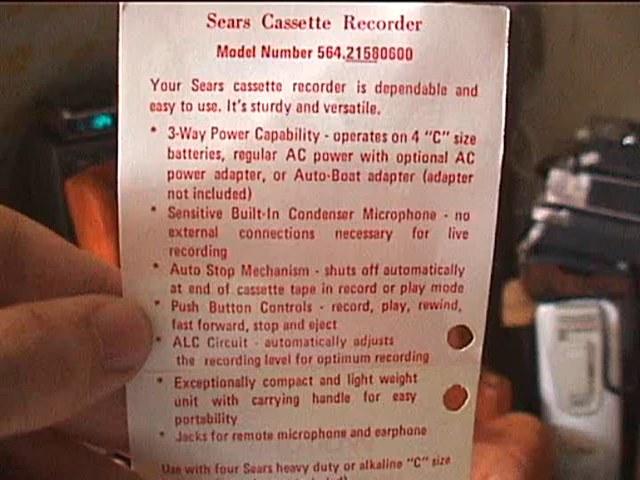 Sears Cassette Recorder
Model Number 564.21580600
Your Sears cassette recorder is dependable and
easy to use. It's sturdy and versatile.
* 3-Way Power Capability - operates on 4 "C" size
batteries, regular AC power with optional AC
power adapter, or Auto-Boat adapter (adapter
not included)
* Sensitive Built-In Condenser Microphone - no
external connections necessary for live
recording
* Auto Stop Mechanism - shuts off automatically
at end of cassette tape in record or play mode
* Push Button Controls - record, play, rewind,
fast forward, stop and eject
* ALC Circuit - automatically adjusts
the recording level for optimum recording
* Exceptionally compact and light weight
unit with carrying handle for easy
portability
* Jacks for remote microphone and earphone
Use with four Sears heavy duty or alkaline "C" size